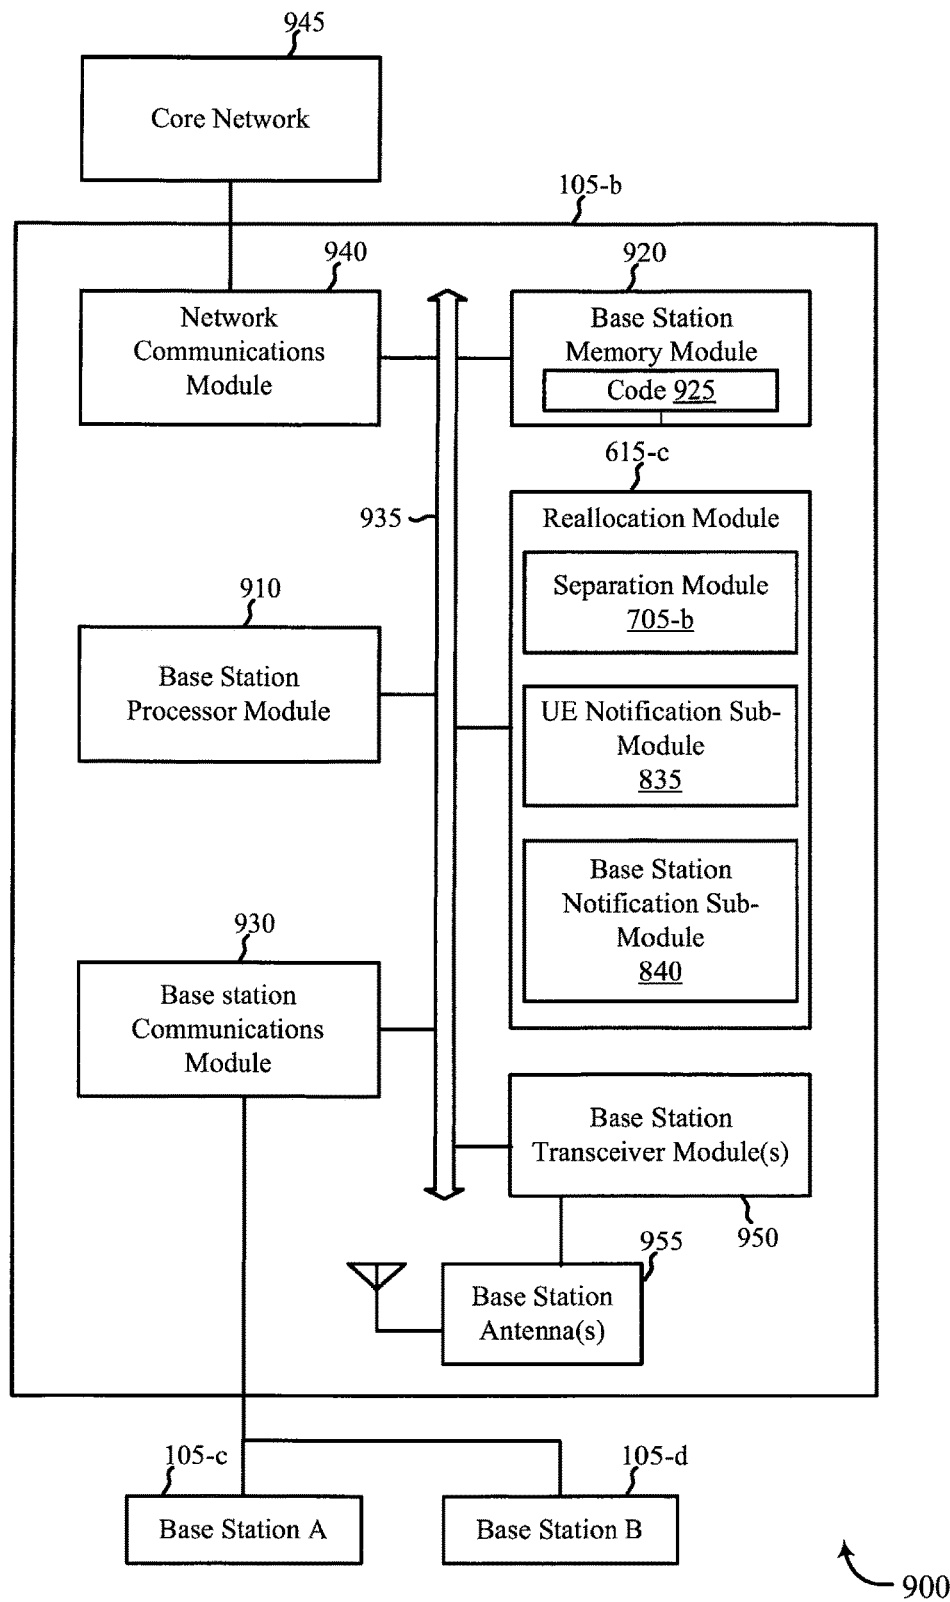 945
Core Network
105-b
940
Network
Communications
Module
920
Base Station
Memory Module
Code 925
615-c
Reallocation Module
935
Separation Module
705-b
910
Base Station
Processor Module
UE Notification Sub-
Module
835
Base Station
Notification Sub-
Module
840
930
Base station
Communications
Module
Base Station
Transceiver Module(s)
950
955
Base Station
Antenna(s)
105-c
Base Station A
105-d
Base Station B
900